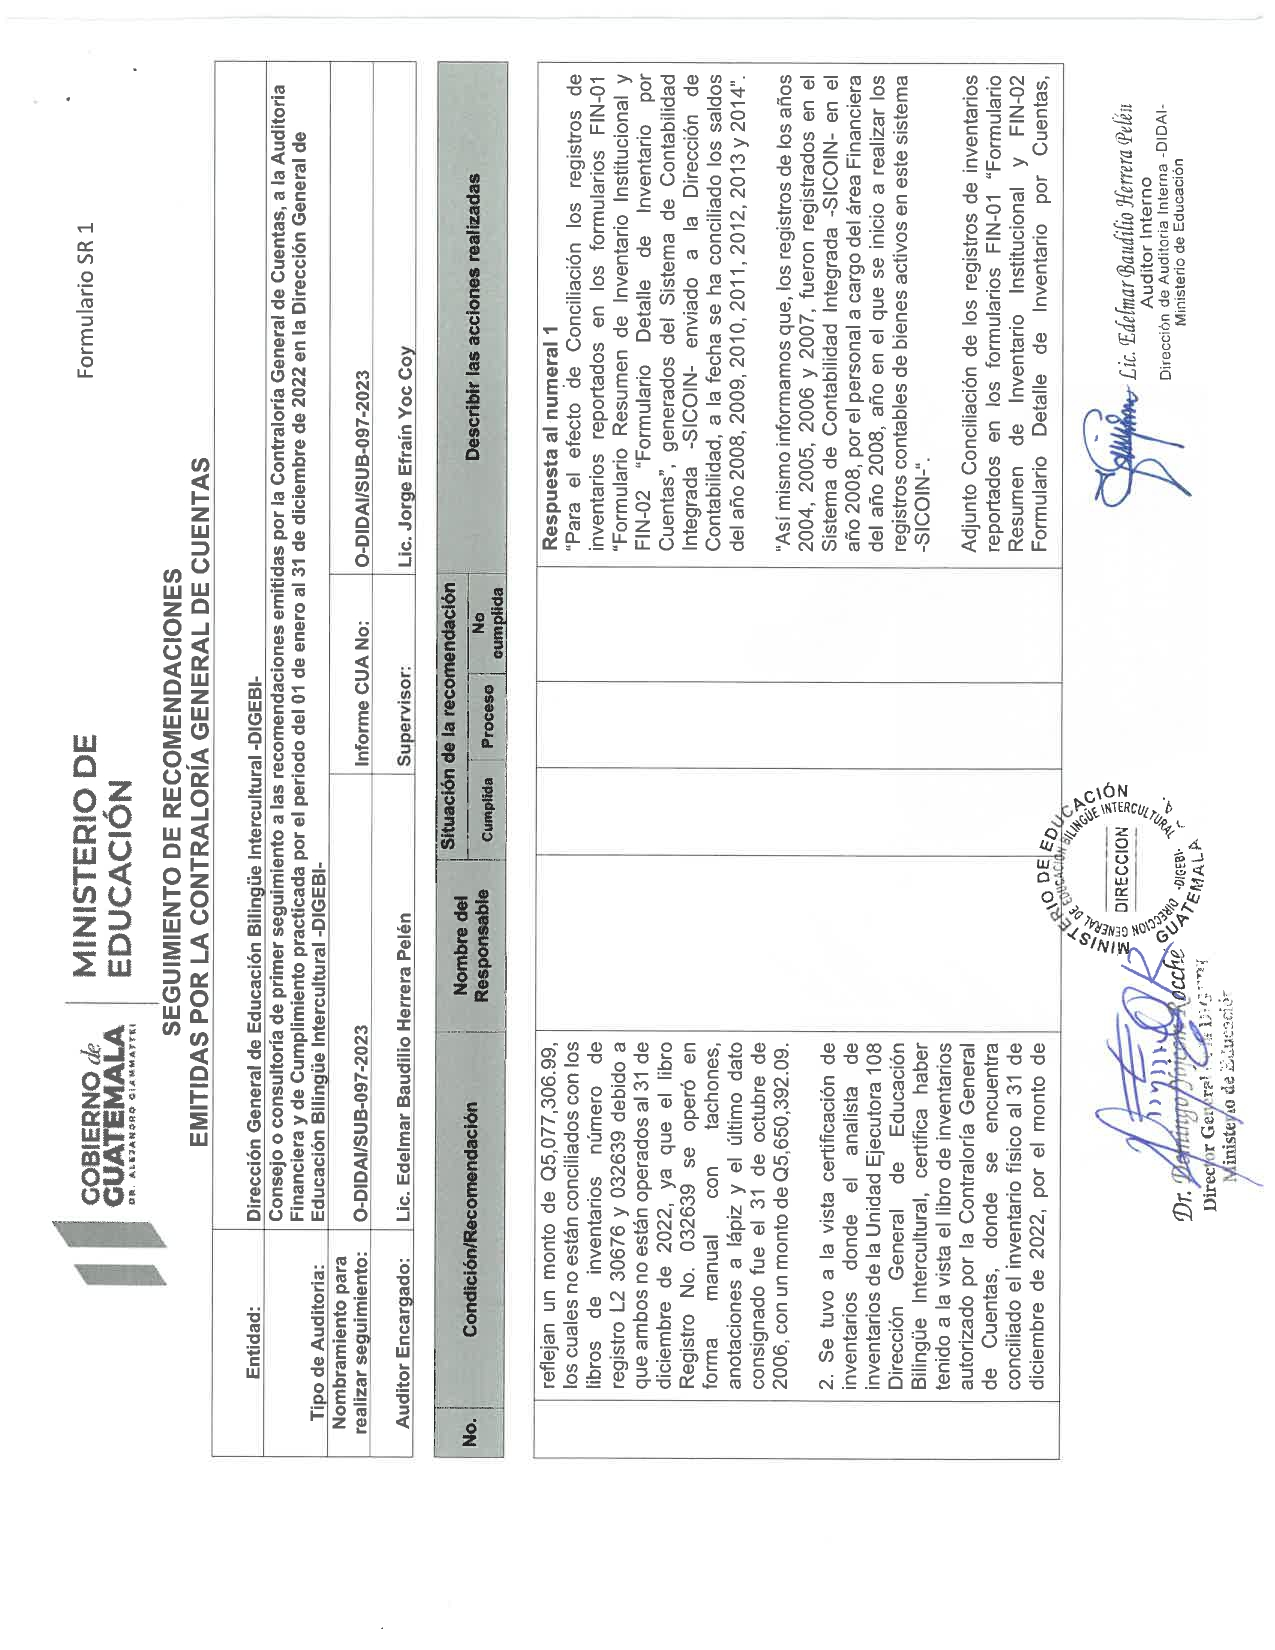 GOBIERNO de
GUATEMALA
DR. ALEJANDRO GIAMMATTEI
MINISTERIO DE
EDUCACIÓN
Formulario SR 1
SEGUIMIENTO DE RECOMENDACIONES
EMITIDAS POR LA CONTRALORÍA GENERAL DE CUENTAS
Entidad: Dirección General de Educación Bilingüe Intercultural -DIGEBI-
Tipo de Auditoria: Consejo o consultoría de primer seguimiento a las recomendaciones emitidas por la Contraloría General de Cuentas, a la Auditoria
Financiera y de Cumplimiento practicada por el periodo del 01 de enero al 31 de diciembre de 2022 en la Dirección General de
Educación Bilingüe Intercultural -DIGEBI-
Nombramiento para
realizar seguimiento: O-DIDAI/SUB-097-2023 Informe CUA No: O-DIDAI/SUB-097-2023
Auditor Encargado: Lic. Edelmar Baudilio Herrera Pelén Supervisor: Lic. Jorge Efraín Yoc Coy
No. Condición/Recomendación Nombre del
Responsable Situación de la recomendación
Cumplida Proceso No
cumplida Describir las acciones realizadas
reflejan un monto de Q5,077,306.99,
los cuales no están conciliados con los
libros de inventarios número de
registro L2 30676 y 032639 debido a
que ambos no están operados al 31 de
diciembre de 2022, ya que el libro
Registro No. 032639 se operó en
forma manual con tachones,
anotaciones a lápiz y el último dato
consignado fue el 31 de octubre de
2006, con un monto de Q5,650,392.09.
2. Se tuvo a la vista certificación de
inventarios donde el analista de
inventarios de la Unidad Ejecutora 108
Dirección General de Educación
Bilingüe Intercultural, certifica haber
tenido a la vista el libro de inventarios
autorizado por la Contraloría General
de Cuentas, donde se encuentra
conciliado el inventario físico al 31 de
diciembre de 2022, por el monto de
Respuesta al numeral 1
"Para el efecto de Conciliación los registros de
inventarios reportados en los formularios FIN-01
"Formulario Resumen de Inventario Institucional y
FIN-02 "Formulario Detalle de Inventario por
Cuentas", generados del Sistema de Contabilidad
Integrada -SICOIN- enviado a la Dirección de
Contabilidad, a la fecha se ha conciliado los saldos
del año 2008, 2009, 2010, 2011, 2012, 2013 y 2014".
"Así mismo informamos que, los registros de los años
2004, 2005, 2006 y 2007, fueron registrados en el
Sistema de Contabilidad Integrada -SICOIN- en el
año 2008, por el personal a cargo del área Financiera
del año 2008, año en el que se inicio a realizar los
registros contables de bienes activos en este sistema
-SICOIN-".
Adjunto Conciliación de los registros de inventarios
reportados en los formularios FIN-01 "Formulario
Resumen de Inventario Institucional y FIN-02
Formulario Detalle de Inventario por Cuentas,
Dr. Domingo
Director General
Ministerio de Educación
MINISTERIO DE EDUCACIÓN
DIRECCION GENERAL DE EDUCACION BILINGÜE INTERCULTURAL
DIRECCION
-DIGEBI-
GUATEMALA
Lic. Edelmar Baudilio Herrera Pelén
Auditor Interno
Dirección de Auditoría Interna -DIDAI-
Ministerio de Educación